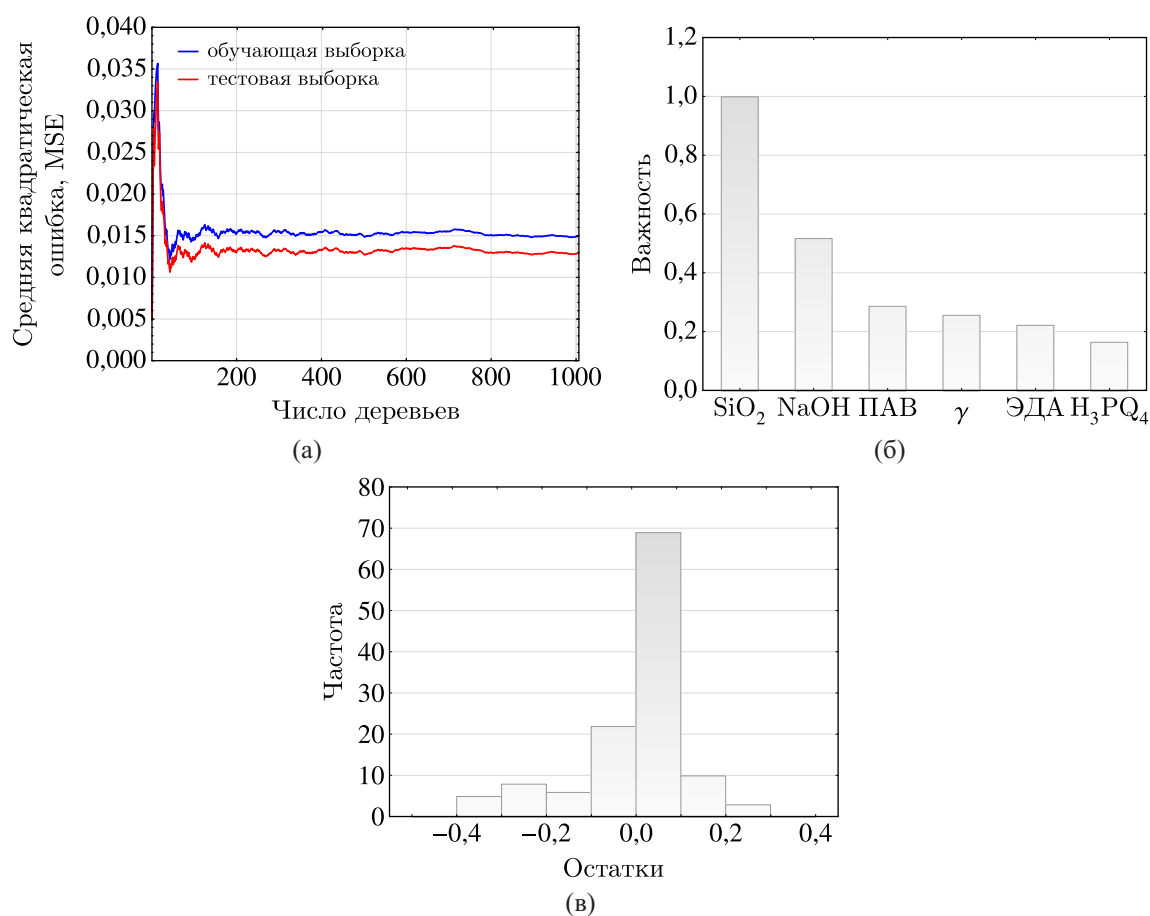 Средняя квадратическая
ошибка, MSE
0,040
0,035
0,030
0,025
0,020
0,015
0,010
0,005
0,000
обучающая выборка
тестовая выборка
200 400 600 800 1000
Число деревьев
(а)
Важность
1,2
1,0
0,8
0,6
0,4
0,2
0,0
SiO₂ NaOH ПАВ γ ЭДА H₃PQ₄
(б)
Частота
80
70
60
50
40
30
20
10
0
−0,4 −0,2 0,0 0,2 0,4
Остатки
(в)